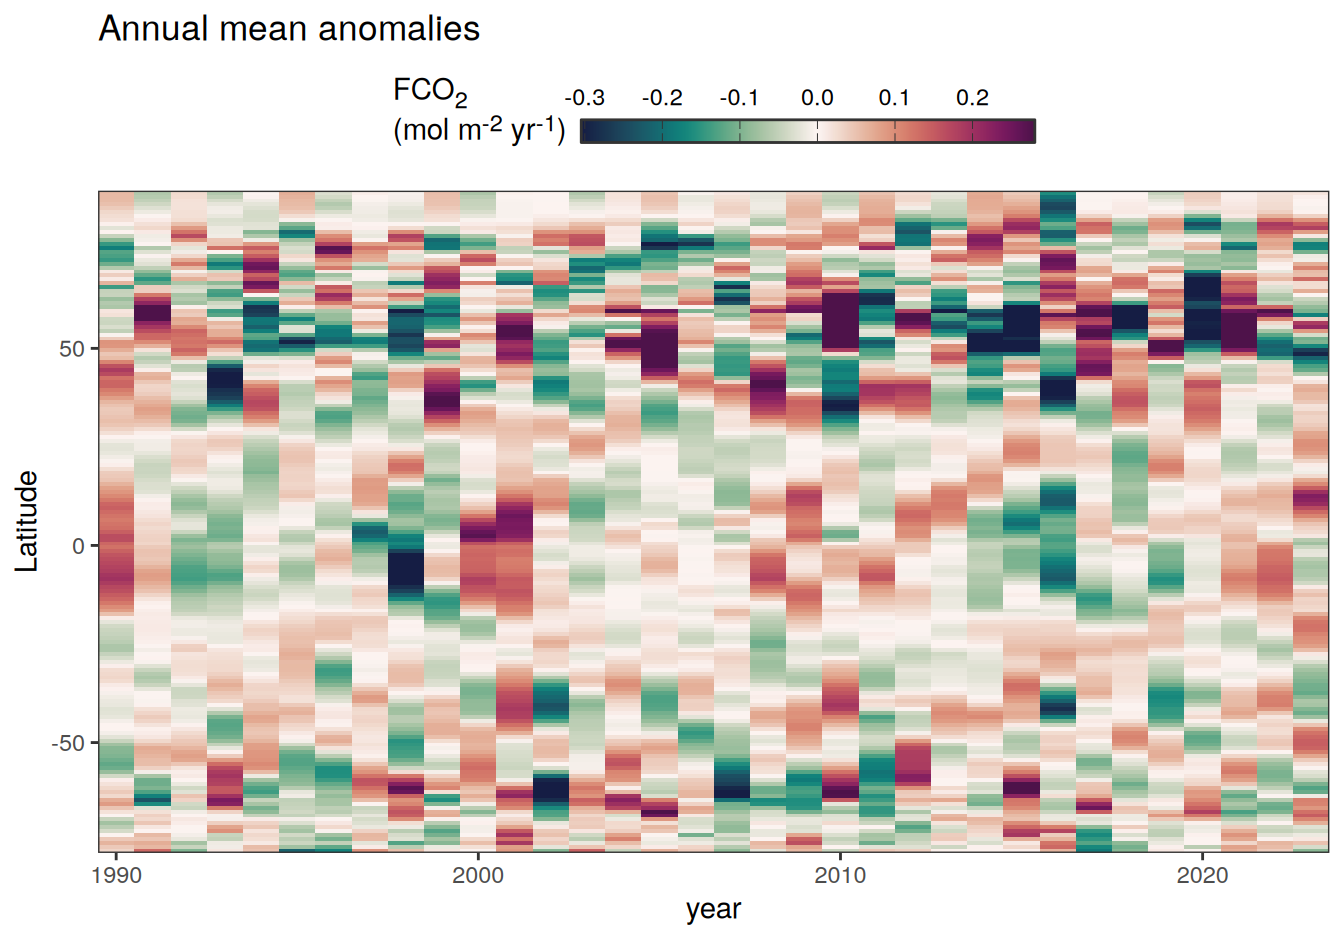 Annual mean anomalies
FCO₂
(mol m⁻² yr⁻¹)
-0.3 -0.2 -0.1 0.0 0.1 0.2
Latitude
50
0
-50
1990 2000 2010 2020
year